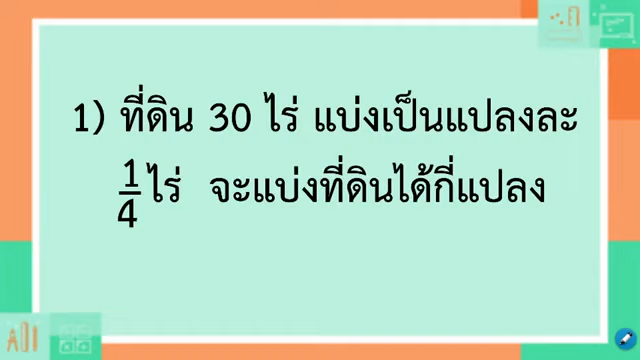 1) ที่ดิน 30 ไร่ แบ่งเป็นแปลงละ
1/4 ไร่ จะแบ่งที่ดินได้กี่แปลง